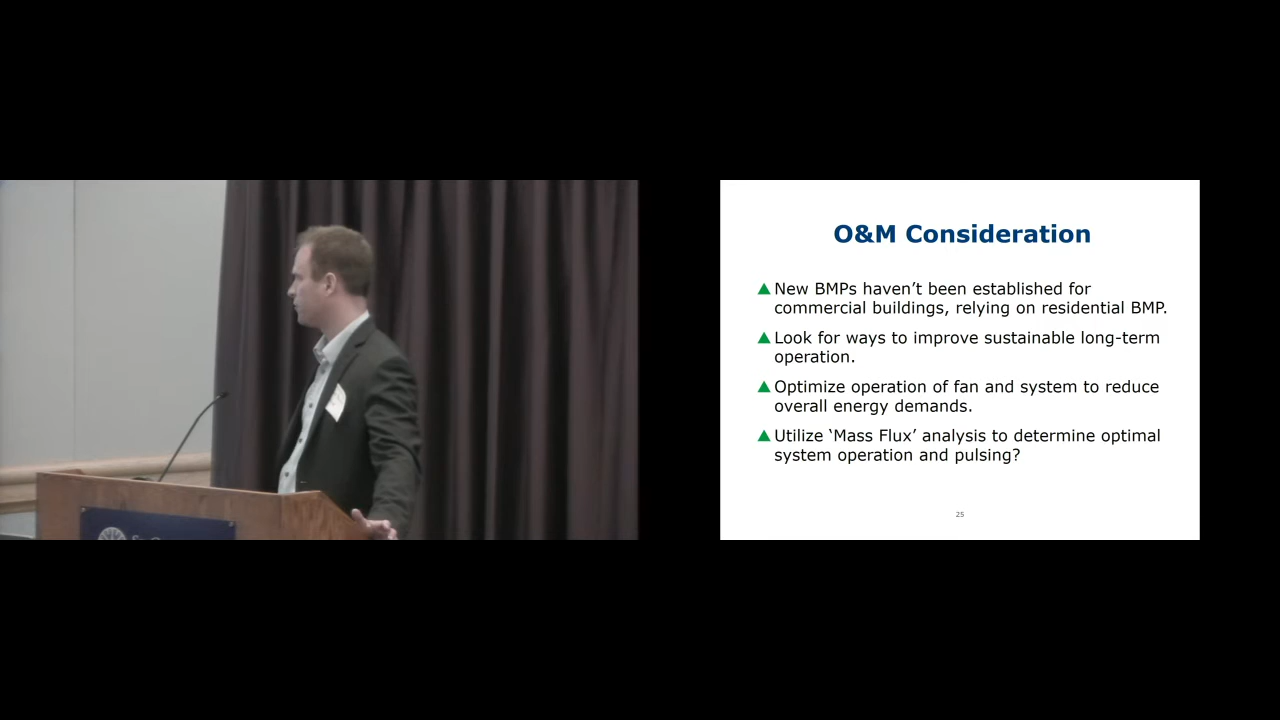 O&M Consideration
▲New BMPs haven’t been established for
commercial buildings, relying on residential BMP.
▲Look for ways to improve sustainable long-term
operation.
▲Optimize operation of fan and system to reduce
overall energy demands.
▲Utilize ‘Mass Flux’ analysis to determine optimal
system operation and pulsing?
25